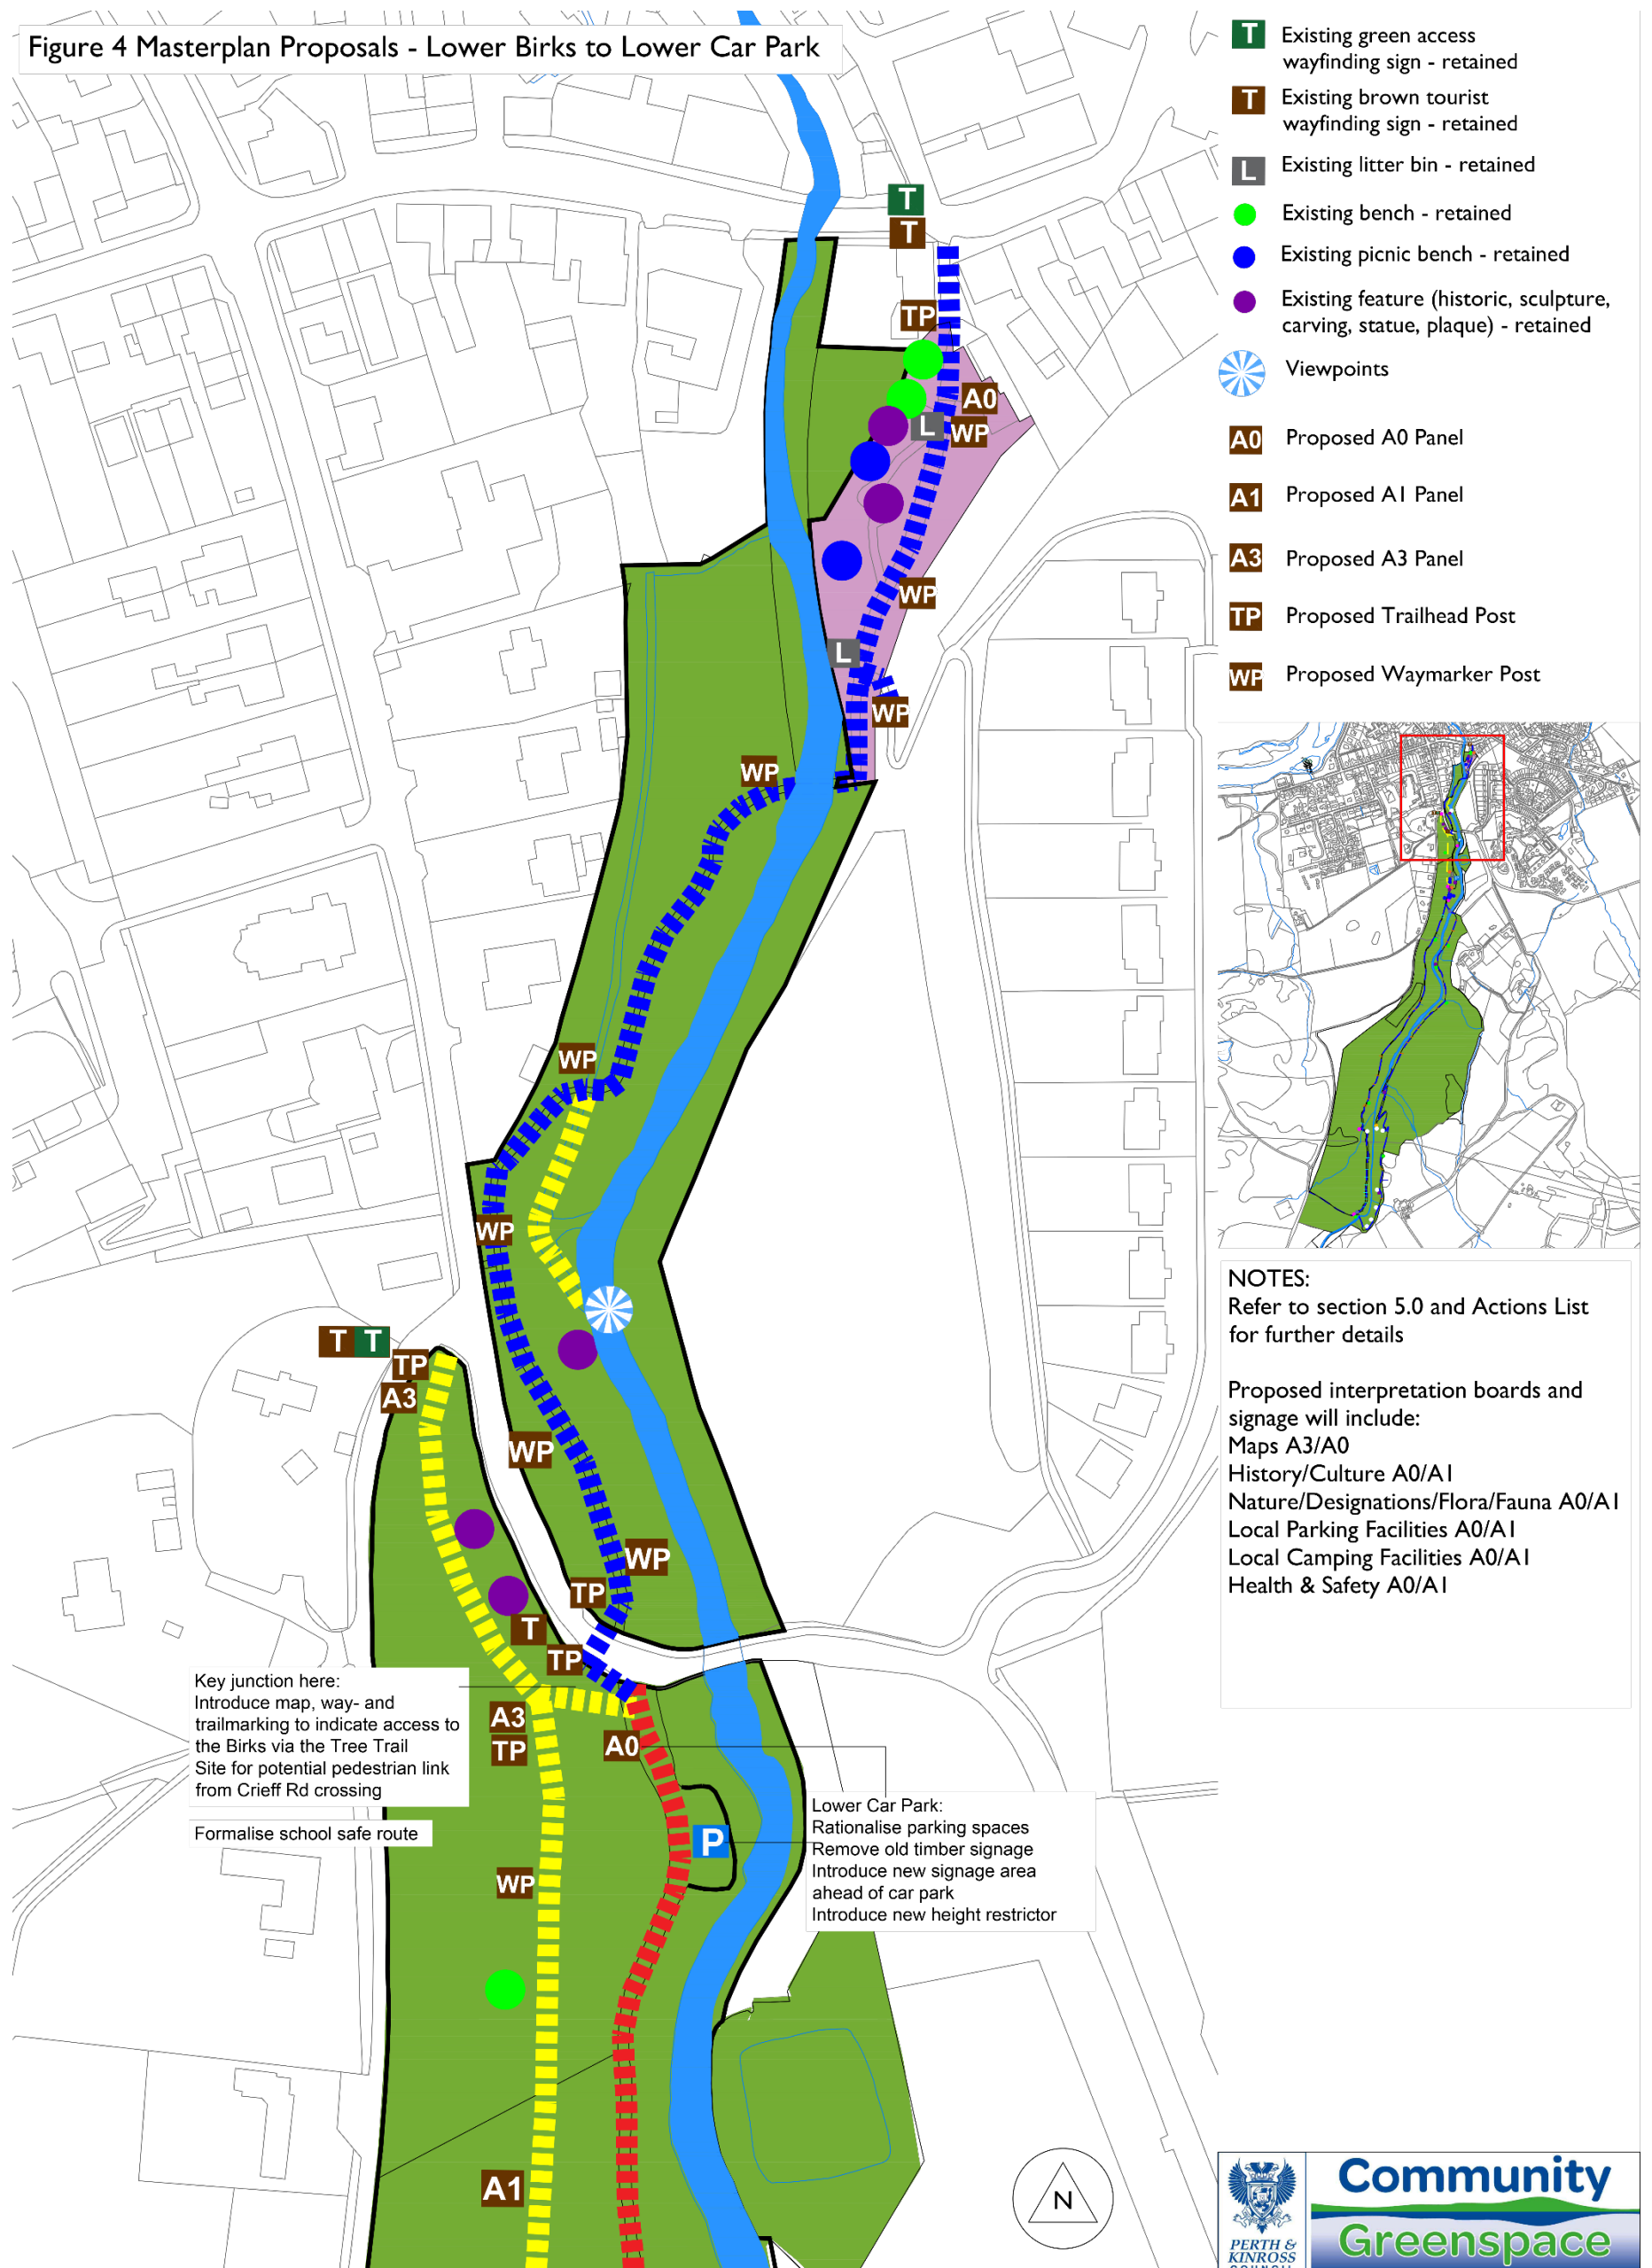 Figure 4 Masterplan Proposals - Lower Birks to Lower Car Park
T Existing green access
wayfinding sign - retained
T Existing brown tourist
wayfinding sign - retained
L Existing litter bin - retained
Existing bench - retained
Existing picnic bench - retained
Existing feature (historic, sculpture,
carving, statue, plaque) - retained
Viewpoints
A0 Proposed A0 Panel
A1 Proposed A1 Panel
A3 Proposed A3 Panel
TP Proposed Trailhead Post
WP Proposed Waymarker Post
T
T
TP
A0
L
WP
WP
L
WP
WP
WP
WP
T T
TP
A3
WP
WP
TP
T
TP
A3
TP
A0
P
WP
A1
Key junction here:
Introduce map, way- and
trailmarking to indicate access to
the Birks via the Tree Trail
Site for potential pedestrian link
from Crieff Rd crossing
Formalise school safe route
Lower Car Park:
Rationalise parking spaces
Remove old timber signage
Introduce new signage area
ahead of car park
Introduce new height restrictor
NOTES:
Refer to section 5.0 and Actions List
for further details
Proposed interpretation boards and
signage will include:
Maps A3/A0
History/Culture A0/A1
Nature/Designations/Flora/Fauna A0/A1
Local Parking Facilities A0/A1
Local Camping Facilities A0/A1
Health & Safety A0/A1
N
PERTH &
KINROSS
COUNCIL
Community
Greenspace